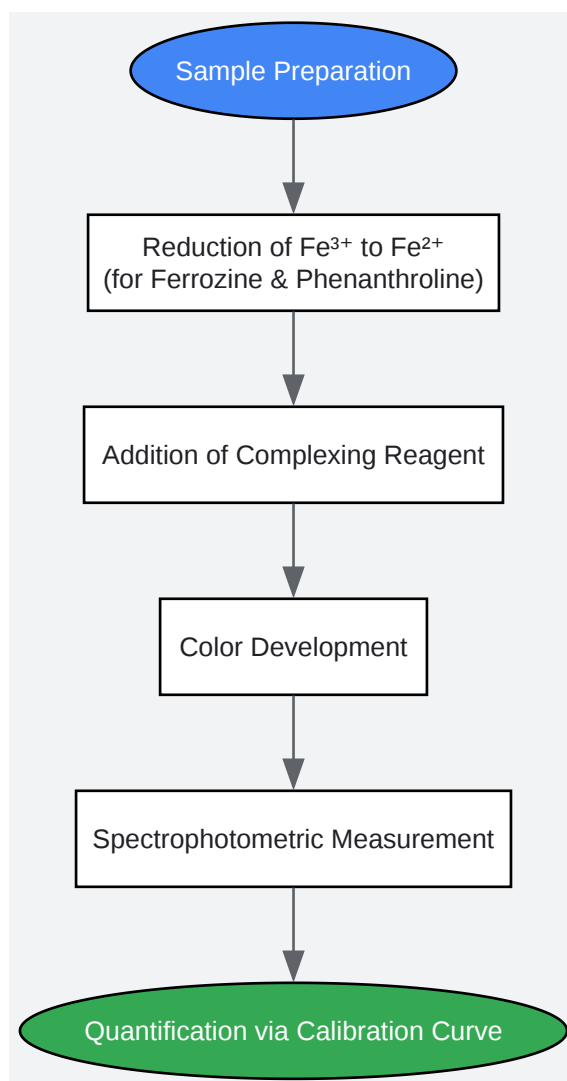 Sample Preparation
Reduction of Fe³⁺ to Fe²⁺
(for Ferrozine & Phenanthroline)
Addition of Complexing Reagent
Color Development
Spectrophotometric Measurement
Quantification via Calibration Curve